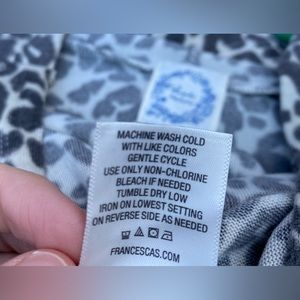 MACHINE WASH COLD
WITH LIKE COLORS
GENTLE CYCLE
USE ONLY NON-CHLORINE
BLEACH IF NEEDED
TUMBLE DRY LOW
IRON ON LOWEST SETTING
ON REVERSE SIDE AS NEEDED
FRANCESCAS.COM